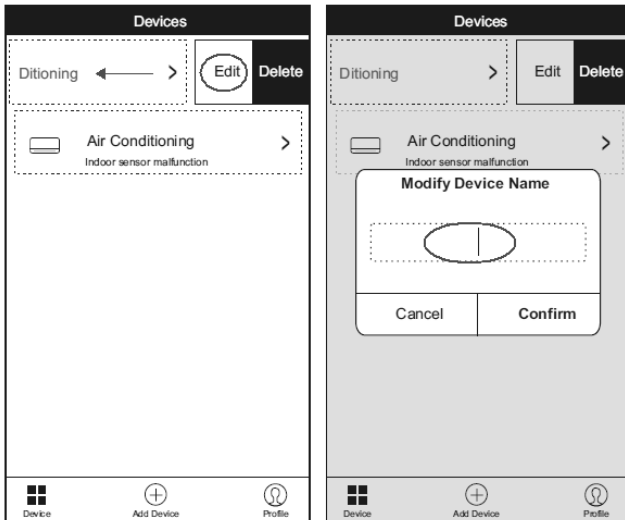 Devices
Ditioning
Edit
Delete
Air Conditioning
Indoor sensor malfunction
Device
Add Device
Profile
Devices
Ditioning
Edit
Delete
Air Conditioning
Indoor sensor malfunction
Modify Device Name
Cancel
Confirm
Device
Add Device
Profile